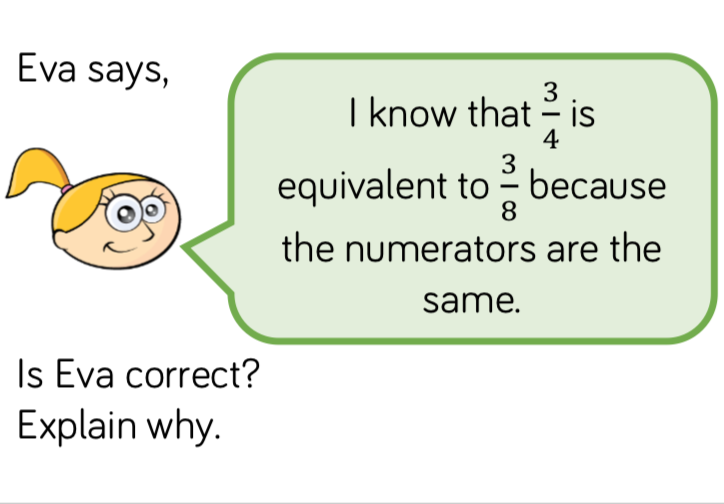 Eva says,
I know that 3/4 is
equivalent to 3/8 because
the numerators are the
same.
Is Eva correct?
Explain why.